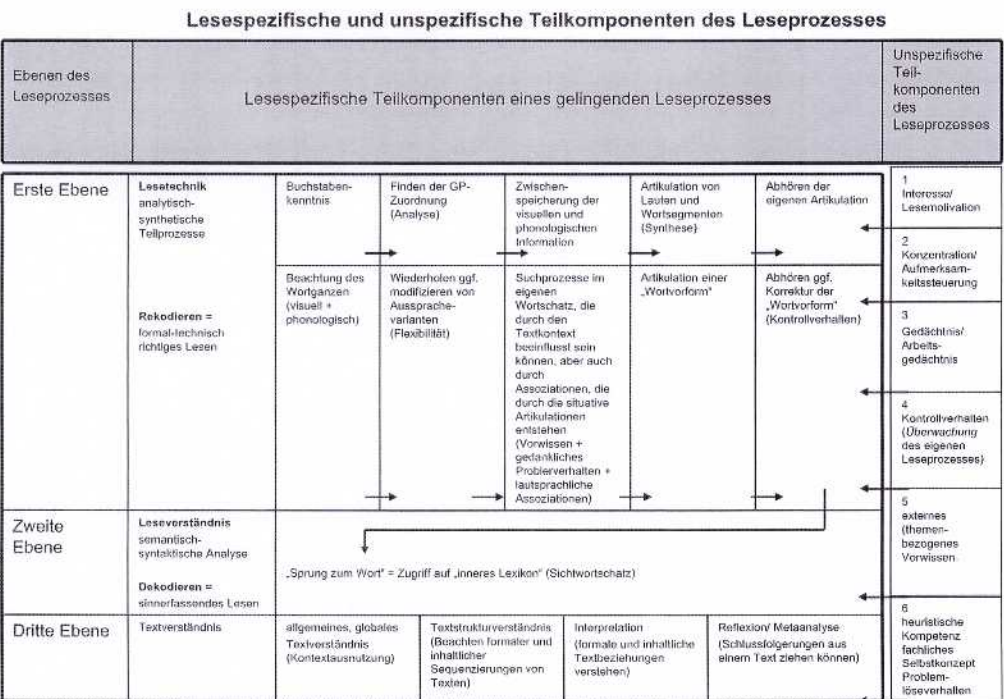 Lesespezifische und unspezifische Teilkomponenten des Leseprozesses
Ebenen des
Leseprozesses
Lesespezifische Teilkomponenten eines gelingenden Leseprozesses
Unspezifische
Teil-
komponenten
des
Leseprozesses
Erste Ebene
Lesetechnik
analytisch-
synthetische
Teilprozesse
Rekodieren =
formal-technisch
richtiges Lesen
Buchstaben-
kenntnis
Finden der GP-
Zuordnung
(Analyse)
Zwischen-
speicherung der
visuellen und
phonologischen
Information
Artikulation von
Lauten und
Wortsegmenten
(Synthese)
Abhören der
eigenen Artikulation
Beachtung des
Wortganzen
(visuell +
phonologisch)
Wiederholen ggf.
modifizieren von
Aussprache-
varianten
(Flexibilität)
Suchprozesse im
eigenen
Wortschatz, die
durch den
Textkontext
beeinflusst sein
können, aber auch
durch
Assoziationen, die
durch die situative
Artikulationen
entstehen
(Vorwissen +
gedankliches
Probierverhalten +
lautsprachliche
Assoziationen)
Artikulation einer
„Wortvorform"
Abhören ggf.
Korrektur der
„Wortvorform"
(Kontrollverhalten)
Zweite
Ebene
Leseverständnis
semantisch-
syntaktische Analyse
Dekodieren =
sinnerfassendes Lesen
„Sprung zum Wort" = Zugriff auf „inneres Lexikon" (Sichtwortschatz)
Dritte Ebene
Textverständnis
allgemeines, globales
Textverständnis
(Kontextausnutzung)
Textstrukturverständnis
(Beachten formaler und
inhaltlicher
Sequenzierungen von
Texten)
Interpretation
(formale und inhaltliche
Textbeziehungen
verstehen)
Reflexion/ Metaanalyse
(Schlussfolgerungen aus
einem Text ziehen können)
1
Interesse/
Lesemotivation
2
Konzentration/
Aufmerksam-
keitssteuerung
3
Gedächtnis/
Arbeits-
gedächtnis
4
Kontrollverhalten
(Überwachung
des eigenen
Leseprozesses)
5
externes
(themen-
bezogenes
Vorwissen
6
heuristische
Kompetenz
fachliches
Selbstkonzept
Problem-
löseverhalten